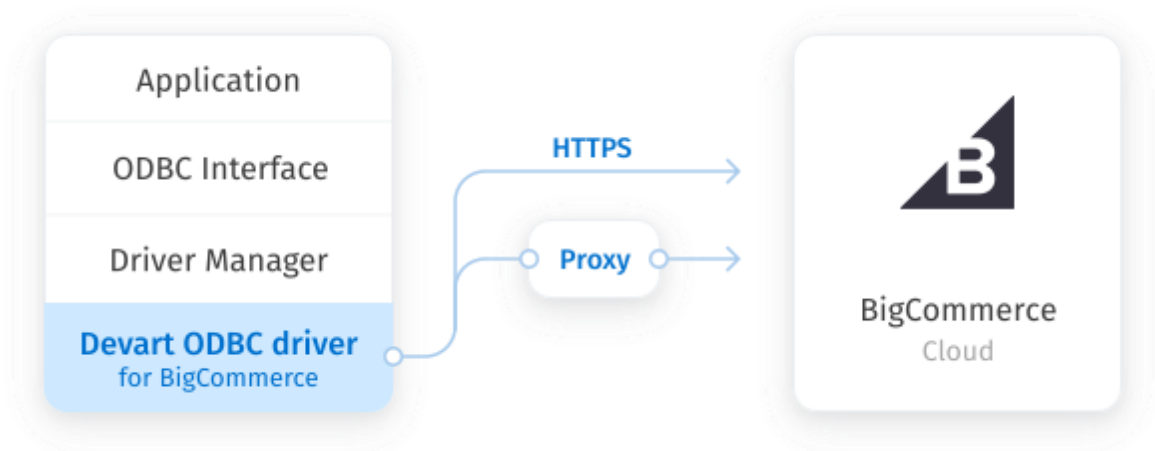 Application
ODBC Interface
Driver Manager
Devart ODBC driver
for BigCommerce
HTTPS
Proxy
B
BigCommerce
Cloud